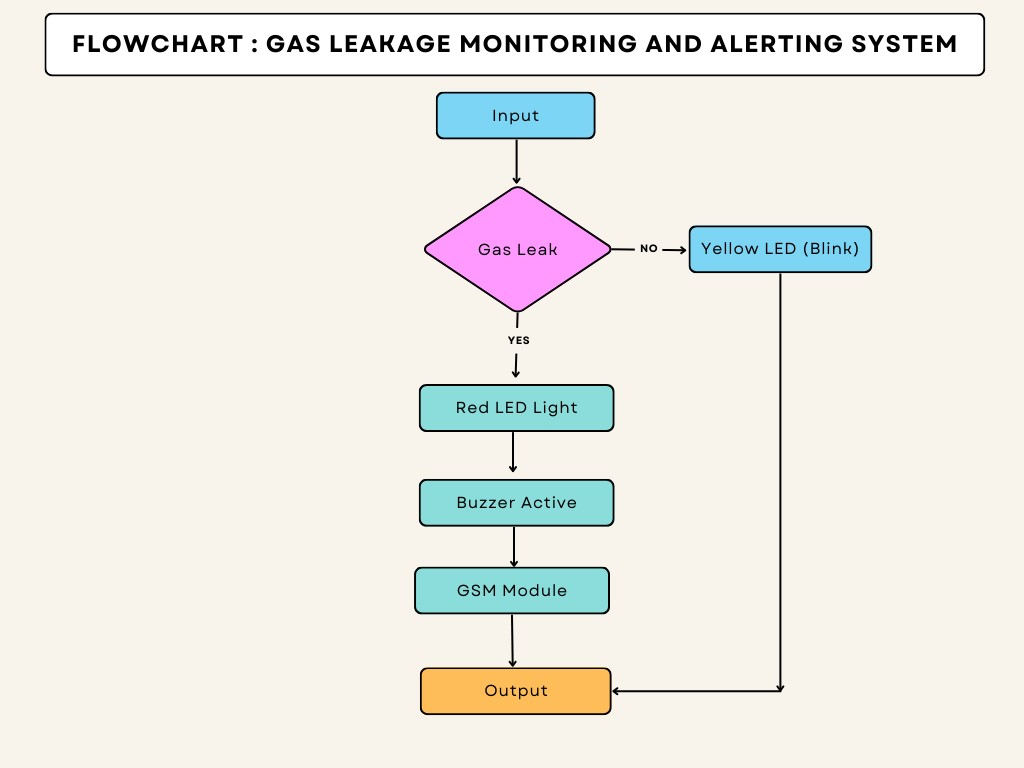 FLOWCHART : GAS LEAKAGE MONITORING AND ALERTING SYSTEM
Input
Gas Leak
NO
Yellow LED (Blink)
YES
Red LED Light
Buzzer Active
GSM Module
Output